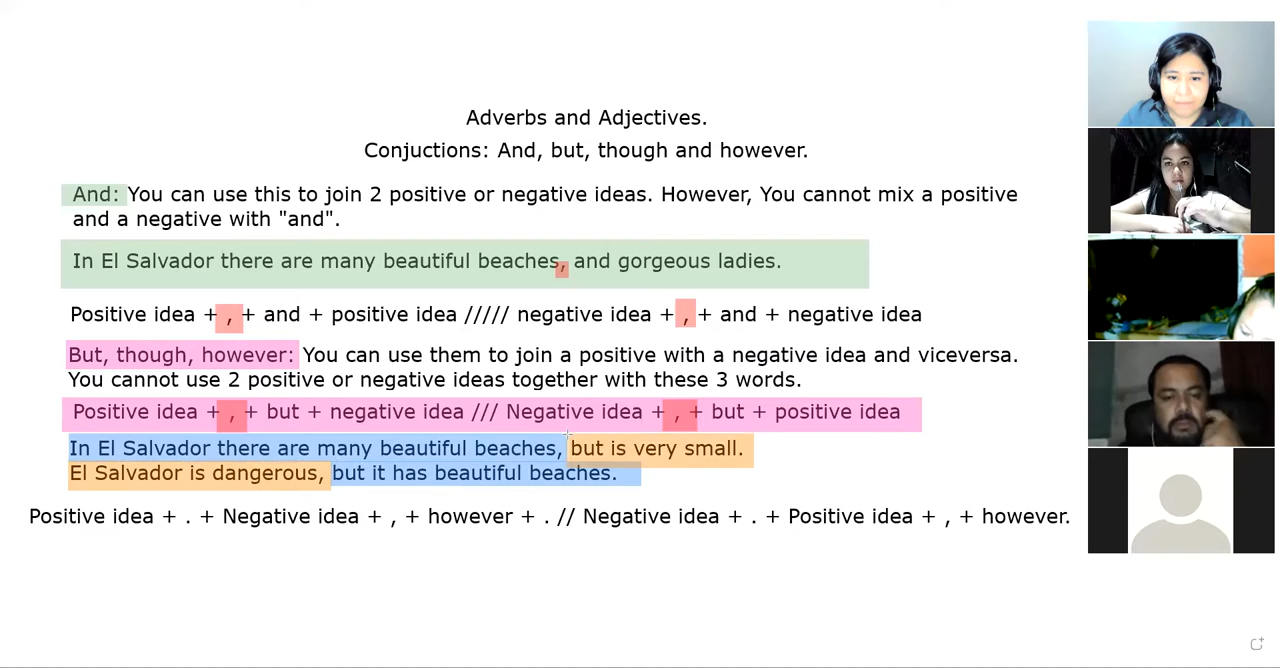 Adverbs and Adjectives.
Conjuctions: And, but, though and however.
And: You can use this to join 2 positive or negative ideas. However, You cannot mix a positive
and a negative with "and".
In El Salvador there are many beautiful beaches, and gorgeous ladies.
Positive idea + , + and + positive idea ///// negative idea + , + and + negative idea
But, though, however: You can use them to join a positive with a negative idea and viceversa.
You cannot use 2 positive or negative ideas together with these 3 words.
Positive idea + , + but + negative idea /// Negative idea + , + but + positive idea
In El Salvador there are many beautiful beaches, but is very small.
El Salvador is dangerous, but it has beautiful beaches.
Positive idea + . + Negative idea + , + however + . // Negative idea + . + Positive idea + , + however.